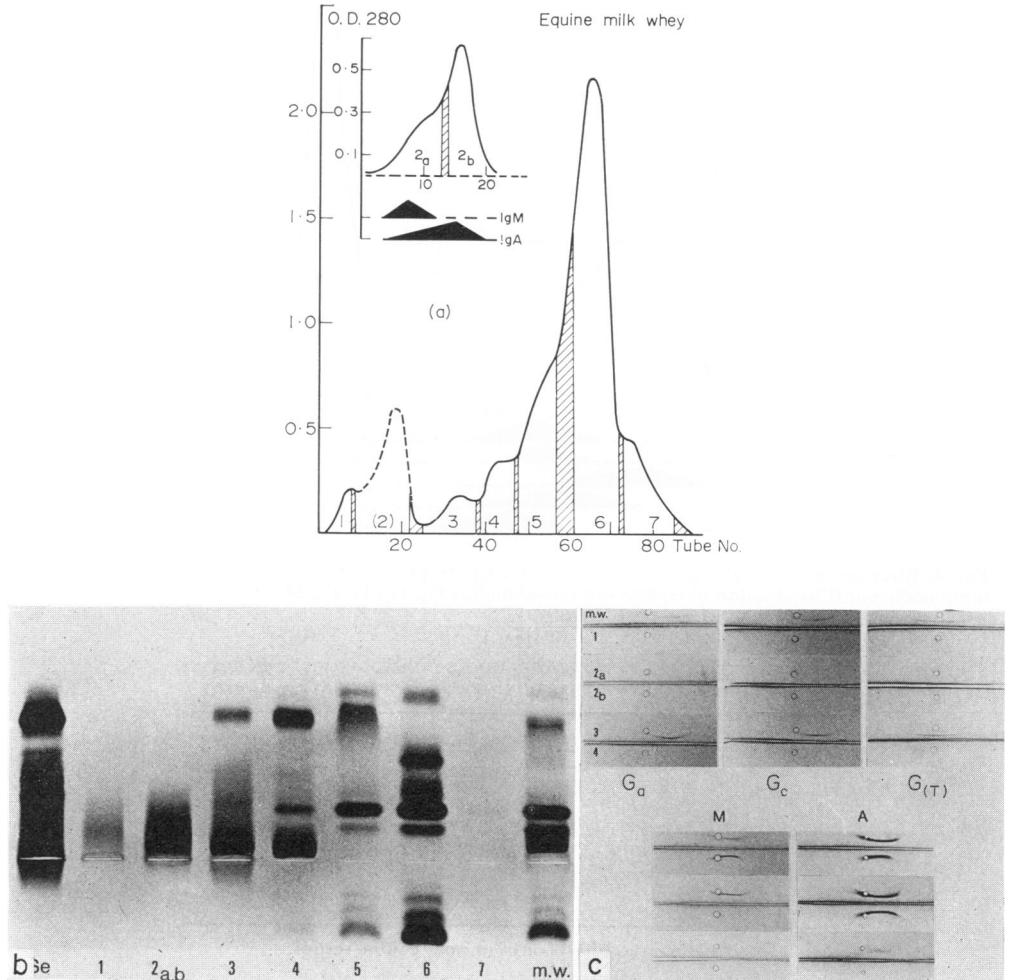 O.D. 280
Equine milk whey
0·5
0·3
0·1
2a 2b
10 20
IgM
IgA
2·0
1·5
1·0
0·5
(a)
1 (2) 3 4 5 6 7
20 40 60 80 Tube No.
m.w.
1
2a
2b
3
4
Ga Gc G(T)
M A
b Se 1 2a,b 3 4 5 6 7 m.w.
c